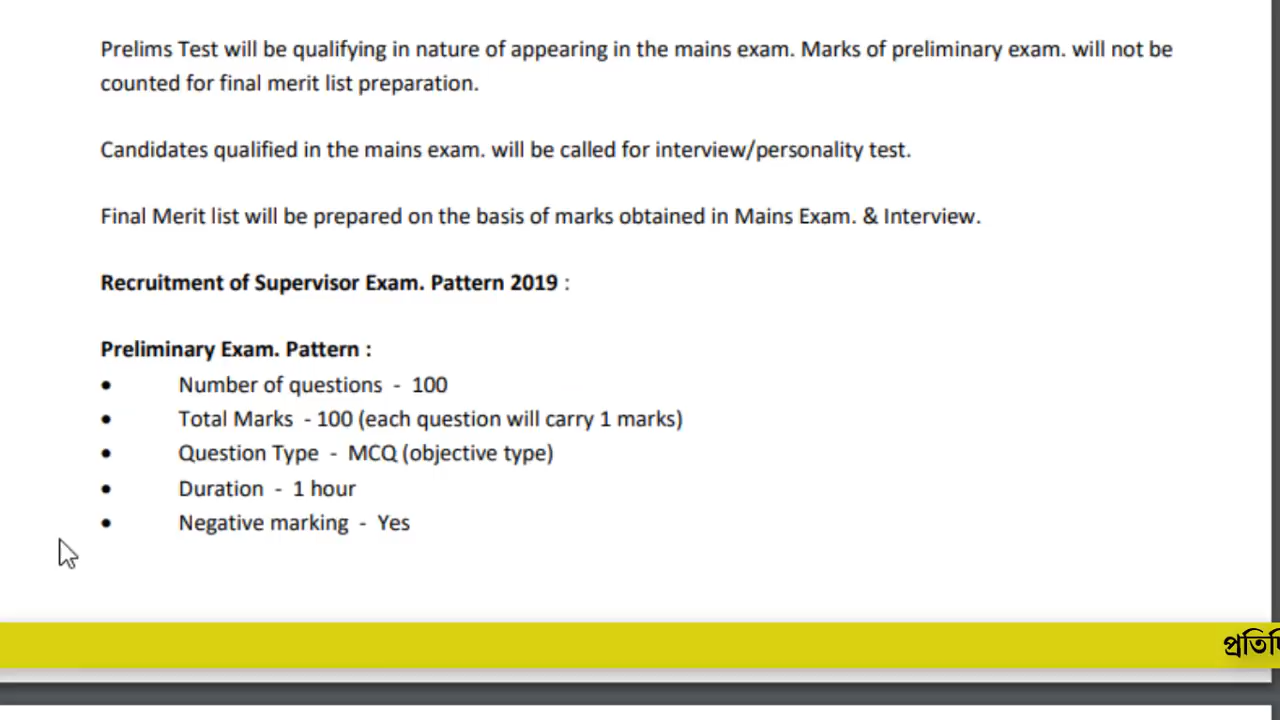 Prelims Test will be qualifying in nature of appearing in the mains exam. Marks of preliminary exam. will not be
counted for final merit list preparation.
Candidates qualified in the mains exam. will be called for interview/personality test.
Final Merit list will be prepared on the basis of marks obtained in Mains Exam. & Interview.
Recruitment of Supervisor Exam. Pattern 2019 :
Preliminary Exam. Pattern :
• Number of questions - 100
• Total Marks - 100 (each question will carry 1 marks)
• Question Type - MCQ (objective type)
• Duration - 1 hour
• Negative marking - Yes